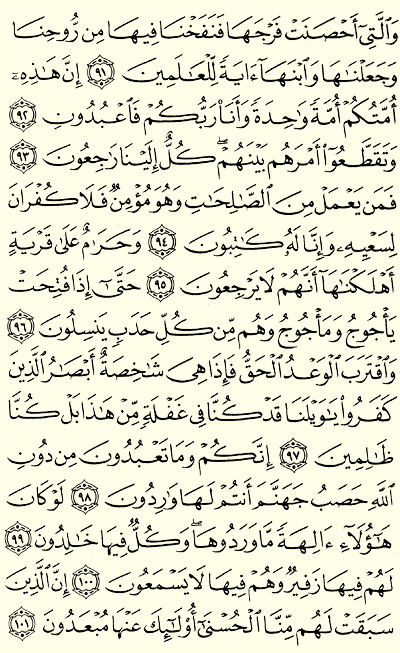 وَٱلَّتِىٓ أَحۡصَنَتۡ فَرۡجَهَا فَنَفَخۡنَا فِيهَا مِن رُّوحِنَا
وَجَعَلۡنَٰهَا وَٱبۡنَهَآ ءَايَةٗ لِّلۡعَٰلَمِينَ ٩١ إِنَّ هَٰذِهِۦٓ
أُمَّتُكُمۡ أُمَّةٗ وَٰحِدَةٗ وَأَنَا۠ رَبُّكُمۡ فَٱعۡبُدُونِ ٩٢
وَتَقَطَّعُوٓاْ أَمۡرَهُم بَيۡنَهُمۡۖ كُلٌّ إِلَيۡنَا رَٰجِعُونَ ٩٣
فَمَن يَعۡمَلۡ مِنَ ٱلصَّٰلِحَٰتِ وَهُوَ مُؤۡمِنٞ فَلَا كُفۡرَانَ
لِسَعۡيِهِۦ وَإِنَّا لَهُۥ كَٰتِبُونَ ٩٤ وَحَرَٰمٌ عَلَىٰ قَرۡيَةٍ
أَهۡلَكۡنَٰهَآ أَنَّهُمۡ لَا يَرۡجِعُونَ ٩٥ حَتَّىٰٓ إِذَا فُتِحَتۡ
يَأۡجُوجُ وَمَأۡجُوجُ وَهُم مِّن كُلِّ حَدَبٖ يَنسِلُونَ ٩٦
وَٱقۡتَرَبَ ٱلۡوَعۡدُ ٱلۡحَقُّ فَإِذَا هِىَ شَٰخِصَةٌ أَبۡصَٰرُ ٱلَّذِينَ
كَفَرُواْ يَٰوَيۡلَنَا قَدۡ كُنَّا فِى غَفۡلَةٖ مِّنۡ هَٰذَا بَلۡ كُنَّا
ظَٰلِمِينَ ٩٧ إِنَّكُمۡ وَمَا تَعۡبُدُونَ مِن دُونِ
ٱللَّهِ حَصَبُ جَهَنَّمَ أَنتُمۡ لَهَا وَٰرِدُونَ ٩٨ لَوۡ كَانَ
هَٰٓؤُلَآءِ ءَالِهَةٗ مَّا وَرَدُوهَاۖ وَكُلّٞ فِيهَا خَٰلِدُونَ ٩٩
لَهُمۡ فِيهَا زَفِيرٞ وَهُمۡ فِيهَا لَا يَسۡمَعُونَ ١٠٠ إِنَّ ٱلَّذِينَ
سَبَقَتۡ لَهُم مِّنَّا ٱلۡحُسۡنَىٰٓ أُوْلَٰٓئِكَ عَنۡهَا مُبۡعَدُونَ ١٠١